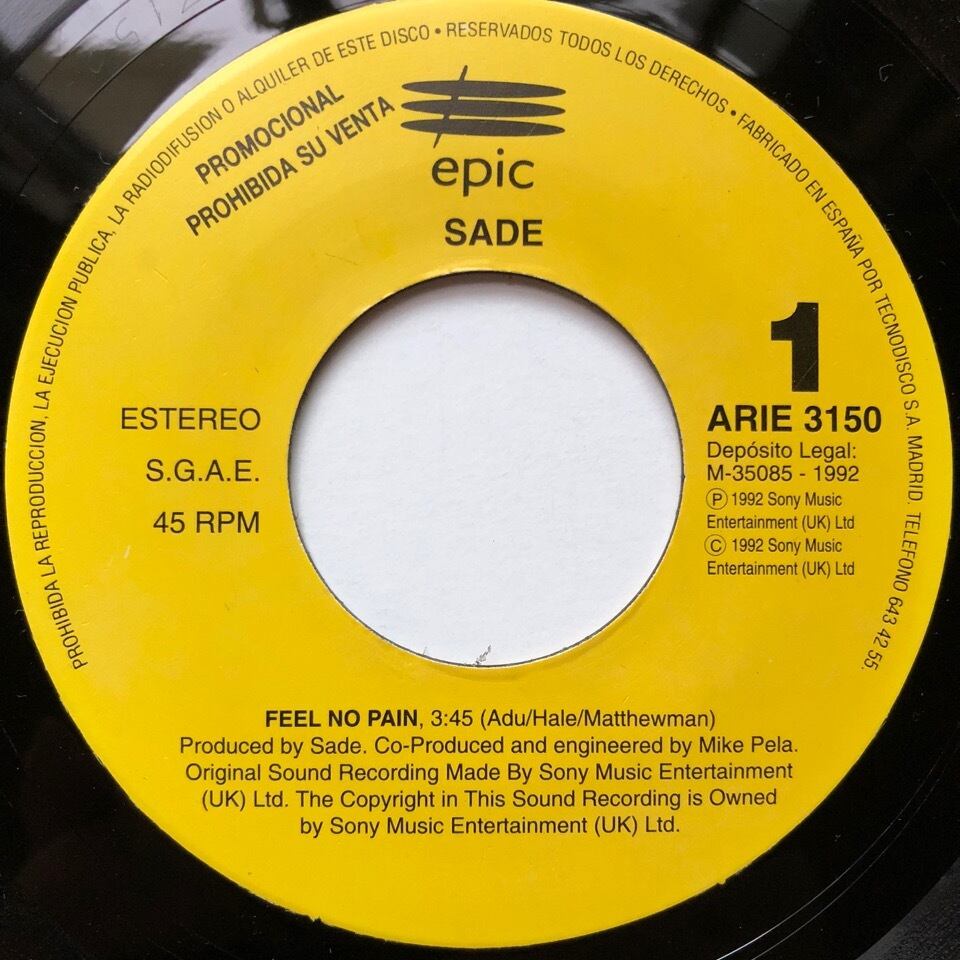 PROHIBIDA LA REPRODUCCION, LA EJECUCION PUBLICA, LA RADIODIFUSION O ALQUILER DE ESTE DISCO • RESERVADOS TODOS LOS DERECHOS • FABRICADO EN ESPAÑA POR TECNODISCO S.A. MADRID, TELEFONO 643 42 55.
PROMOCIONAL
PROHIBIDA SU VENTA
epic
SADE
1
ARIE 3150
Depósito Legal:
M-35085 - 1992
Ⓟ 1992 Sony Music
Entertainment (UK) Ltd
Ⓒ 1992 Sony Music
Entertainment (UK) Ltd
ESTEREO
S.G.A.E.
45 RPM
FEEL NO PAIN, 3:45 (Adu/Hale/Matthewman)
Produced by Sade. Co-Produced and engineered by Mike Pela.
Original Sound Recording Made By Sony Music Entertainment
(UK) Ltd. The Copyright in This Sound Recording is Owned
by Sony Music Entertainment (UK) Ltd.